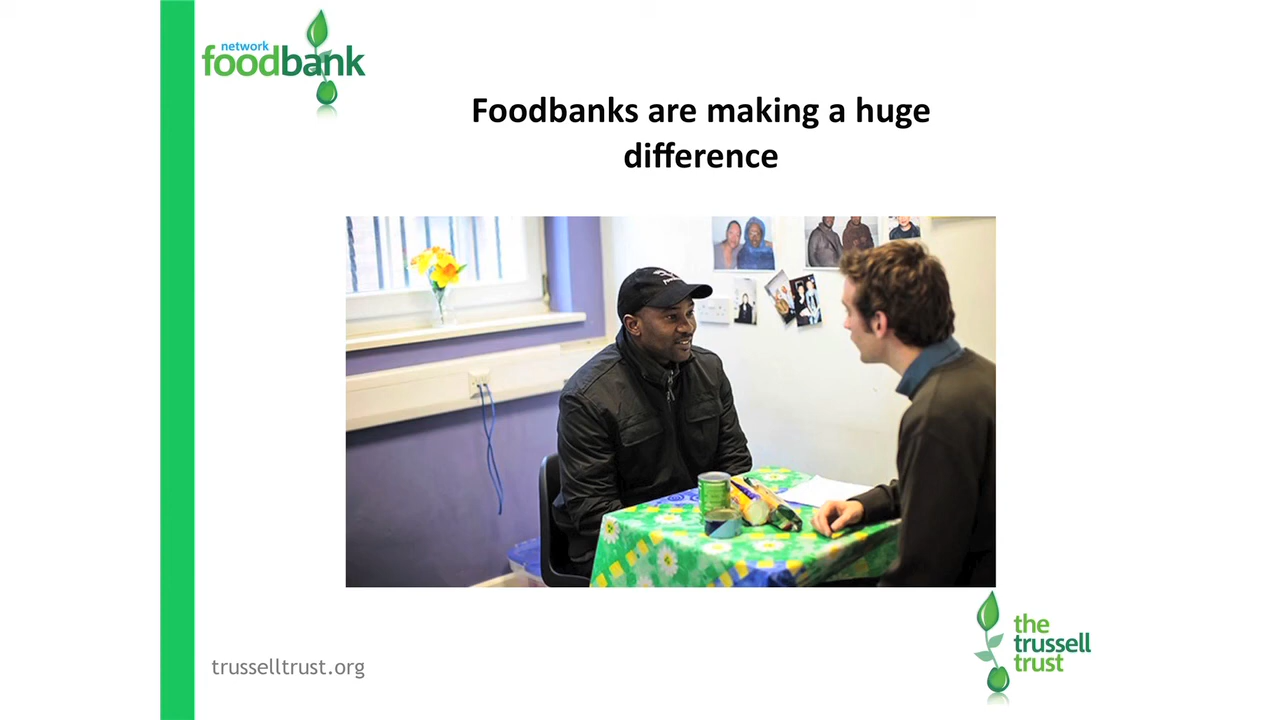 network
foodbank
Foodbanks are making a huge
difference
trusselltrust.org
the
trussell
trust